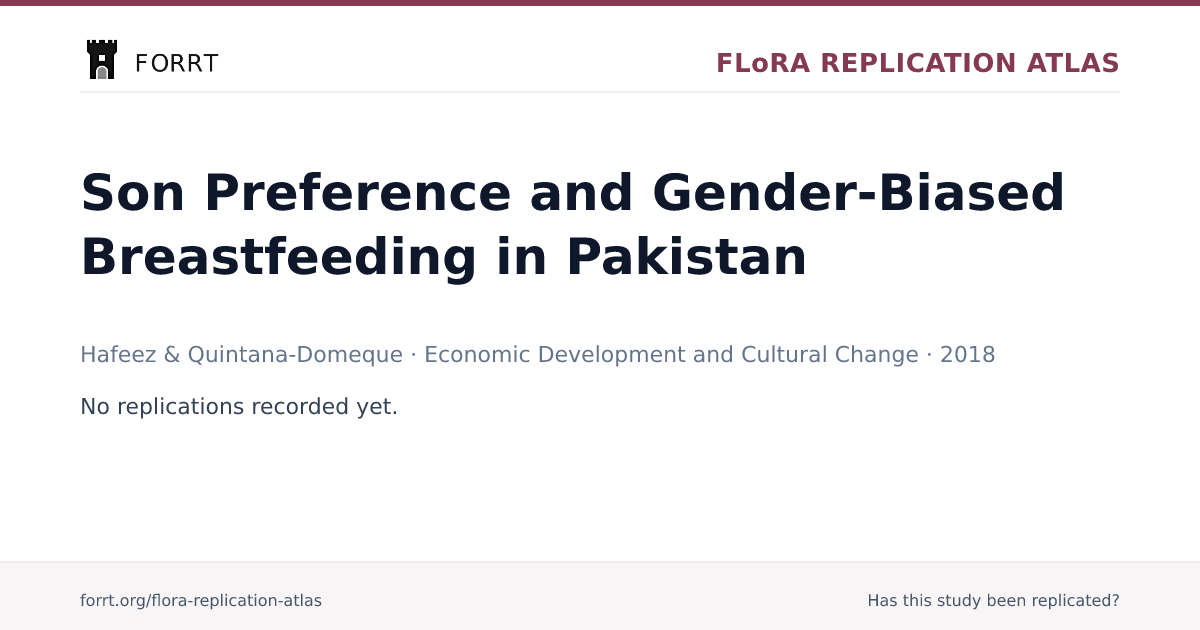 FORRT
FLoRA REPLICATION ATLAS
Son Preference and Gender-Biased
Breastfeeding in Pakistan
Hafeez & Quintana-Domeque · Economic Development and Cultural Change · 2018
No replications recorded yet.
forrt.org/flora-replication-atlas
Has this study been replicated?